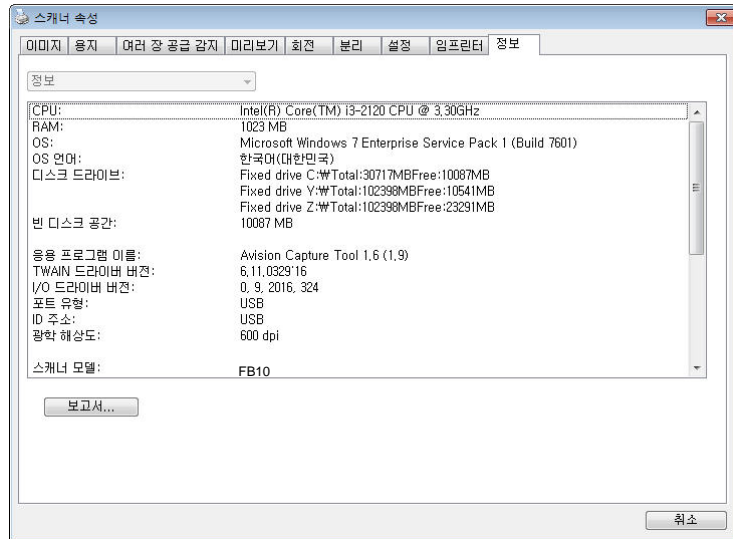 스캐너 속성
이미지 용지 여러 장 공급 감지 미리보기 회전 분리 설정 임프린터 정보
정보
CPU: Intel(R) Core(TM) i3-2120 CPU @ 3.30GHz
RAM: 1023 MB
OS: Microsoft Windows 7 Enterprise Service Pack 1 (Build 7601)
OS 언어: 한국어(대한민국)
디스크 드라이브: Fixed drive C:₩Total:30717MBFree:10087MB
Fixed drive Y:₩Total:102398MBFree:10541MB
Fixed drive Z:₩Total:102398MBFree:23291MB
빈 디스크 공간: 10087 MB
응용 프로그램 이름: Avision Capture Tool 1.6 (1.9)
TWAIN 드라이버 버전: 6.11.0329'16
I/O 드라이버 버전: 0, 9, 2016, 324
포트 유형: USB
ID 주소: USB
광학 해상도: 600 dpi
스캐너 모델: FB10
보고서...
취소